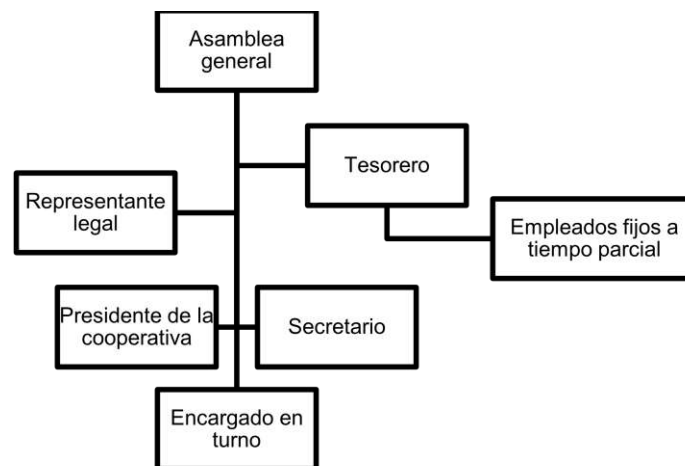 Asamblea
general
Tesorero
Representante
legal
Empleados fijos a
tiempo parcial
Presidente de la
cooperativa
Secretario
Encargado en
turno